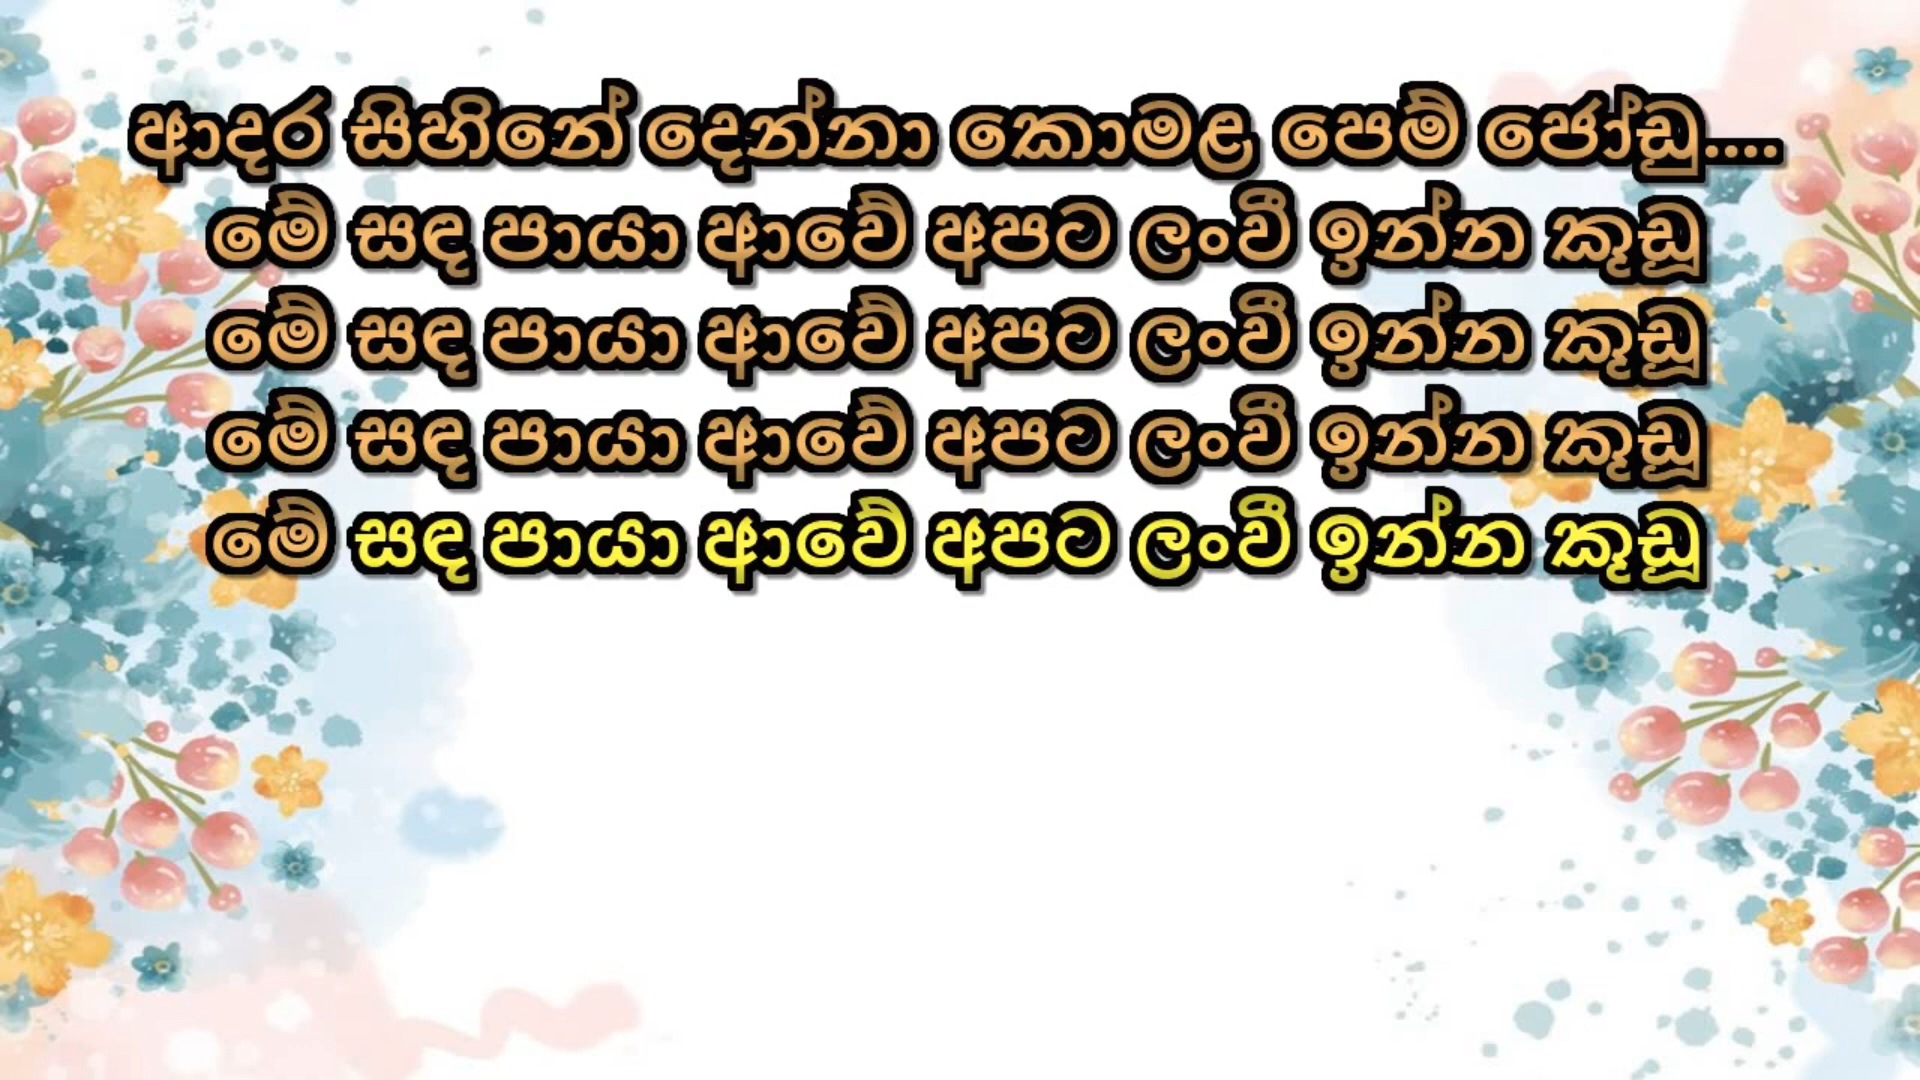 ආදර සිහිනේ දෙන්නා කොමළ පෙම් ජෝඩු....
මේ සඳ පායා ආවේ අපට ලංවී ඉන්න කූඩූ
මේ සඳ පායා ආවේ අපට ලංවී ඉන්න කූඩූ
මේ සඳ පායා ආවේ අපට ලංවී ඉන්න කූඩූ
මේ සඳ පායා ආවේ අපට ලංවී ඉන්න කූඩූ